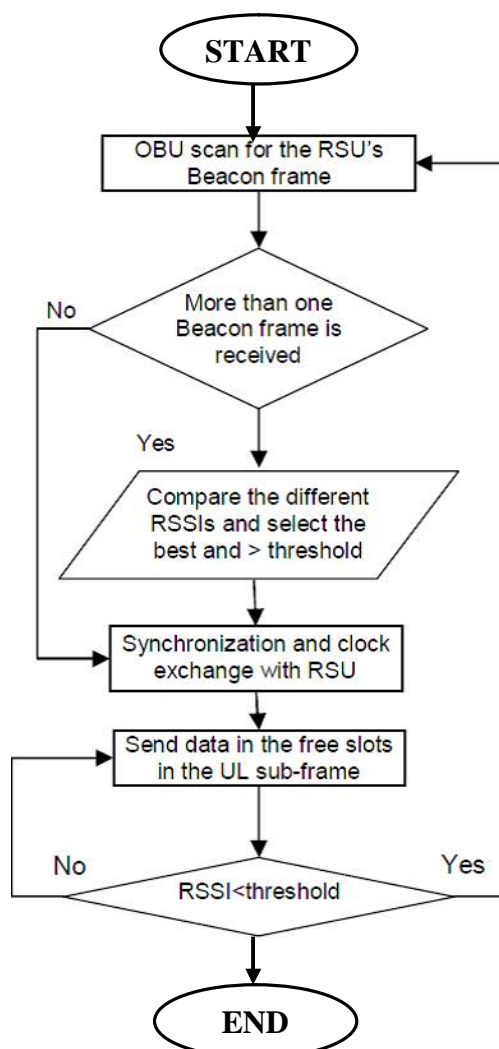 START
OBU scan for the RSU's
Beacon frame
No
More than one
Beacon frame is
received
Yes
Compare the different
RSSIs and select the
best and > threshold
Synchronization and clock
exchange with RSU
Send data in the free slots
in the UL sub-frame
No
Yes
RSSI<threshold
END